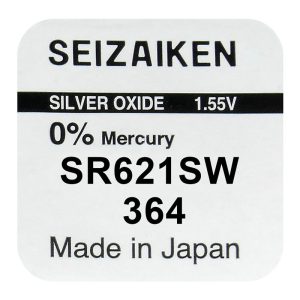 SEIZAIKEN
SILVER OXIDE 1.55V
0% Mercury
SR621SW
364
Made in Japan